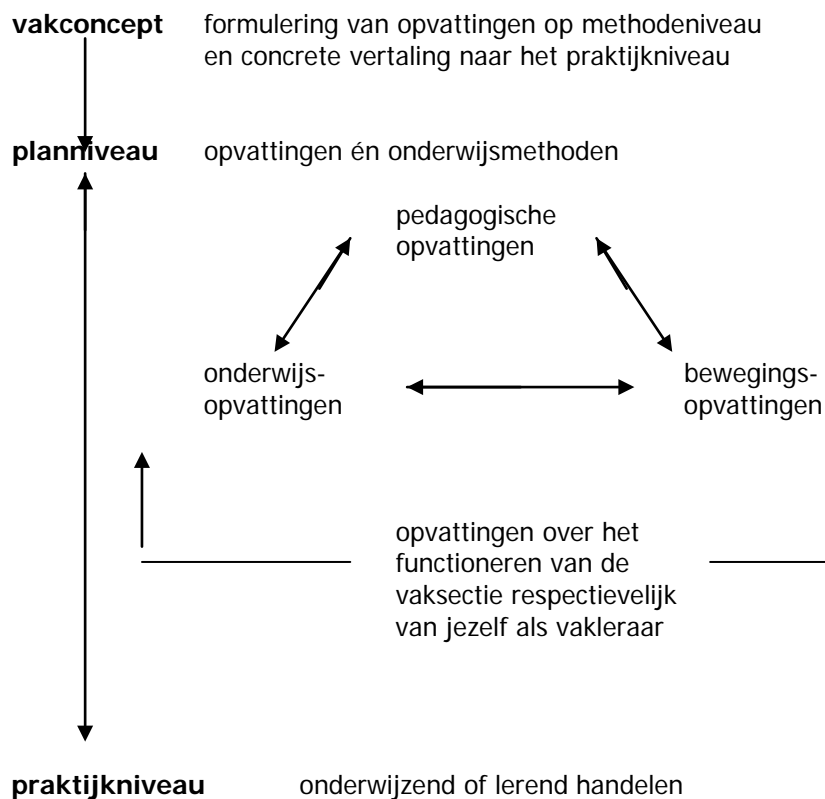 vakconcept formulering van opvattingen op methodeniveau
en concrete vertaling naar het praktijkniveau
planniveau opvattingen én onderwijsmethoden
pedagogische
opvattingen
onderwijs-
opvattingen
bewegings-
opvattingen
opvattingen over het
functioneren van de
vaksectie respectievelijk
van jezelf als vakleraar
praktijkniveau onderwijzend of lerend handelen